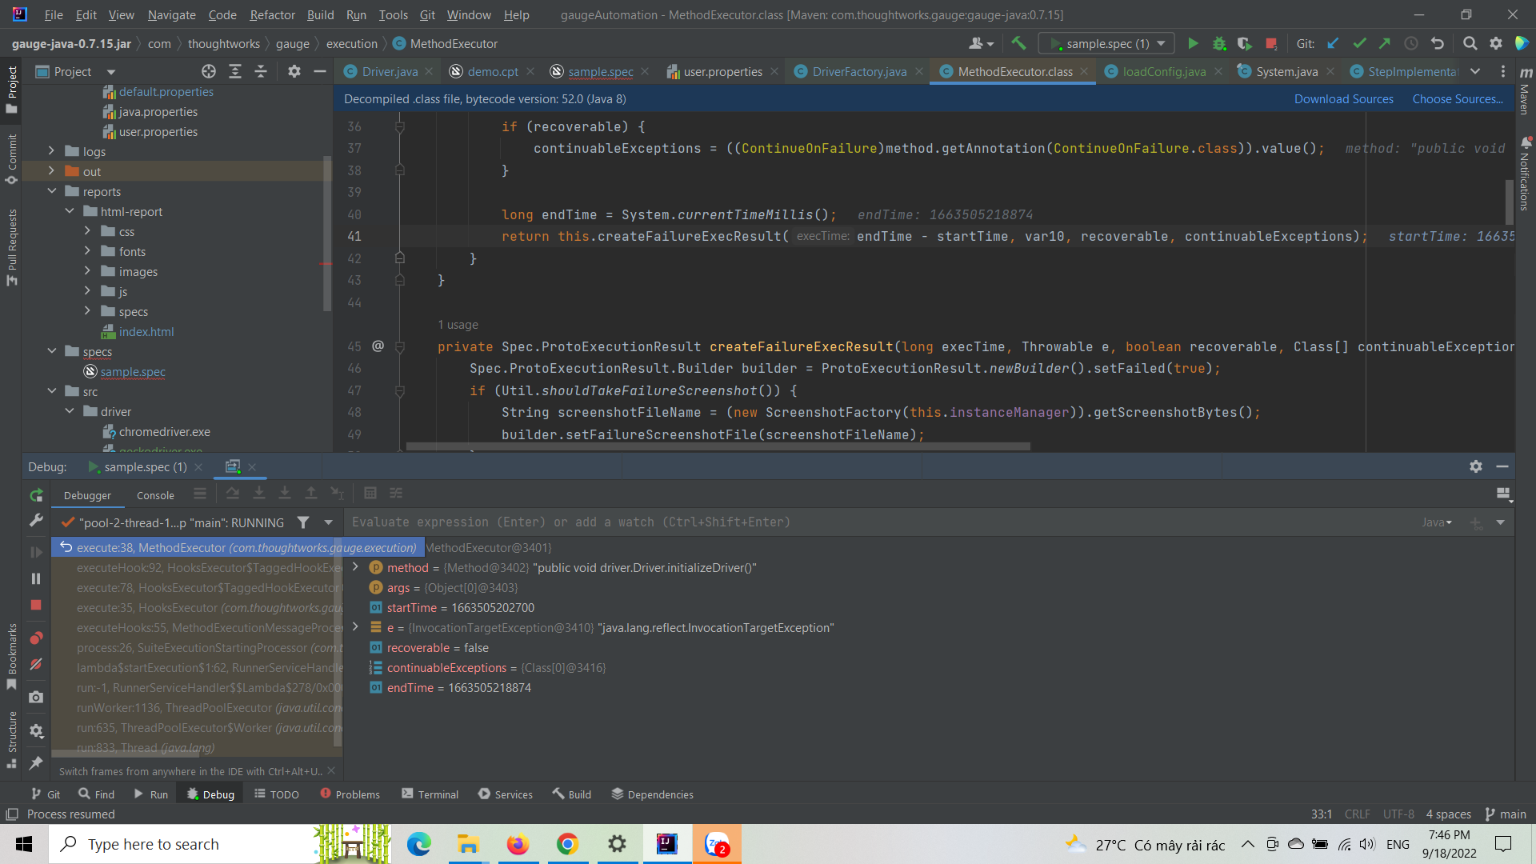 File Edit View Navigate Code Refactor Build Run Tools Git Window Help gaugeAutomation - MethodExecutor.class [Maven: com.thoughtworks.gauge:gauge-java:0.7.15]
gauge-java-0.7.15.jar com thoughtworks gauge execution MethodExecutor sample.spec (1) Git:
Project Driver.java demo.cpt sample.spec user.properties DriverFactory.java MethodExecutor.class loadConfig.java System.java StepImplementa
Decompiled .class file, bytecode version: 52.0 (Java 8) Download Sources Choose Sources...
Project
Commit
Pull Requests
Bookmarks
Structure
Maven
Notifications
default.properties
java.properties
user.properties
logs
out
reports
html-report
css
fonts
images
js
specs
index.html
specs
sample.spec
src
driver
chromedriver.exe
geckodriver.exe
36 if (recoverable) {
37 continuableExceptions = ((ContinueOnFailure)method.getAnnotation(ContinueOnFailure.class)).value(); method: "public void
38 }
39
40 long endTime = System.currentTimeMillis(); endTime: 1663505218874
41 return this.createFailureExecResult( execTime: endTime - startTime, var10, recoverable, continuableExceptions); startTime: 16635
42 }
43 }
44
1 usage
45 @ private Spec.ProtoExecutionResult createFailureExecResult(long execTime, Throwable e, boolean recoverable, Class[] continuableException
46 Spec.ProtoExecutionResult.Builder builder = ProtoExecutionResult.newBuilder().setFailed(true);
47 if (Util.shouldTakeFailureScreenshot()) {
48 String screenshotFileName = (new ScreenshotFactory(this.instanceManager)).getScreenshotBytes();
49 builder.setFailureScreenshotFile(screenshotFileName);
Debug: sample.spec (1)
Debugger Console
"pool-2-thread-1...p "main": RUNNING
Evaluate expression (Enter) or add a watch (Ctrl+Shift+Enter) Java
execute:38, MethodExecutor (com.thoughtworks.gauge.execution)
executeHook:92, HooksExecutor$TaggedHookExe
execute:78, HooksExecutor$TaggedHookExecutor
execute:35, HooksExecutor (com.thoughtworks.gau
executeHooks:55, MethodExecutionMessageProce
process:26, SuiteExecutionStartingProcessor (com.t
lambda$startExecution$1:62, RunnerServiceHandle
run:-1, RunnerServiceHandler$$Lambda$278/0x00
runWorker:1136, ThreadPoolExecutor (java.util.con
run:635, ThreadPoolExecutor$Worker (java.util.con
run:833, Thread (java.lang)
Switch frames from anywhere in the IDE with Ctrl+Alt+U...
MethodExecutor@3401}
method = {Method@3402} "public void driver.Driver.initializeDriver()"
args = {Object[0]@3403}
startTime = 1663505202700
e = {InvocationTargetException@3410} "java.lang.reflect.InvocationTargetException"
recoverable = false
continuableExceptions = {Class[0]@3416}
endTime = 1663505218874
Git Find Run Debug TODO Problems Terminal Services Build Dependencies
Process resumed 33:1 CRLF UTF-8 4 spaces main
Type here to search 2 27°C Có mây rải rác ENG 7:46 PM
9/18/2022